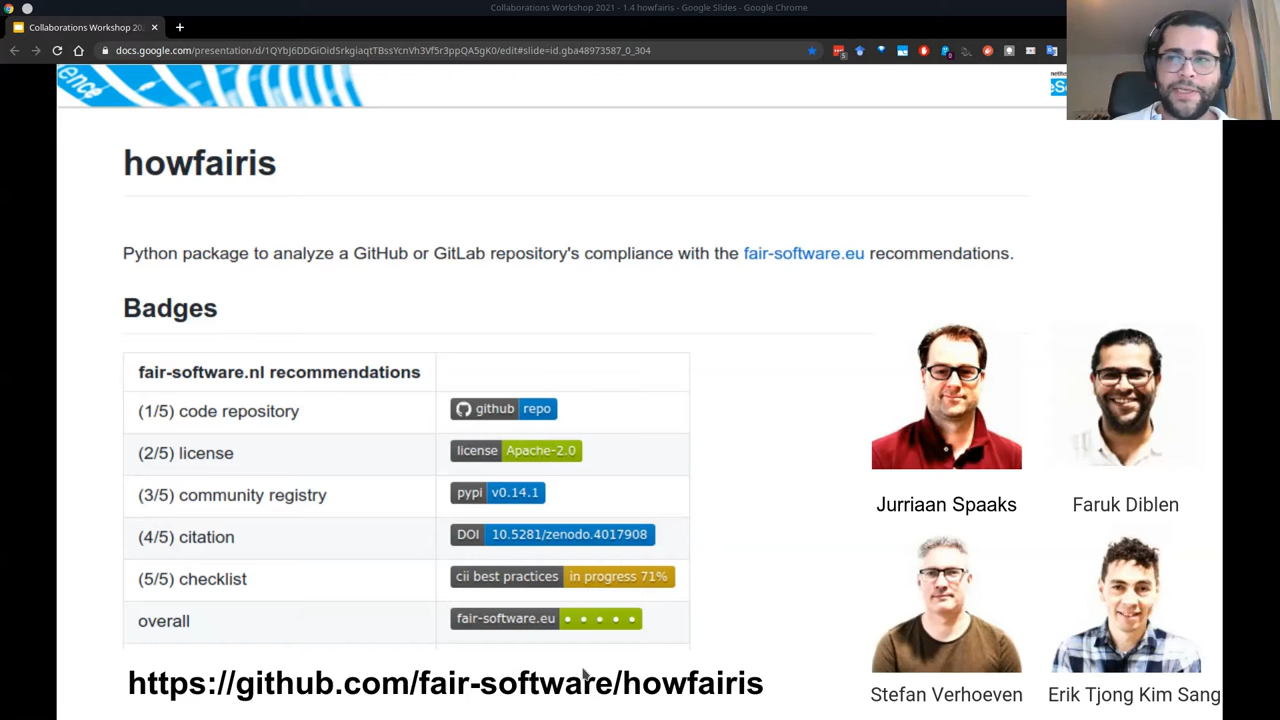 Collaborations Workshop 2021 - 1.4 howfairis - Google Slides - Google Chrome
Collaborations Workshop 202
docs.google.com/presentation/d/1QYbJ6DDGiOidSrkgiaqtTBssYcnVh3Vf5r3ppQA5gK0/edit#slide=id.gba48973587_0_304
ence
howfairis
Python package to analyze a GitHub or GitLab repository's compliance with the fair-software.eu recommendations.
Badges
fair-software.nl recommendations
(1/5) code repository github repo
(2/5) license license Apache-2.0
(3/5) community registry pypi v0.14.1
(4/5) citation DOI 10.5281/zenodo.4017908
(5/5) checklist cii best practices in progress 71%
overall fair-software.eu
https://github.com/fair-software/howfairis
Jurriaan Spaaks
Faruk Diblen
Stefan Verhoeven
Erik Tjong Kim Sang